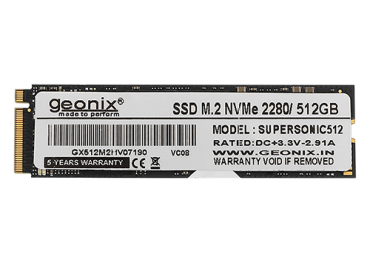 geonix®
made to perform
SSD M.2 NVMe 2280/ 512GB
MODEL : SUPERSONIC512
RATED: DC+3.3V-2.91A
WWW.GEONIX.IN
WARRANTY VOID IF REMOVED
GX512M2HV07190
VC08
5 YEARS WARRANTY
CE